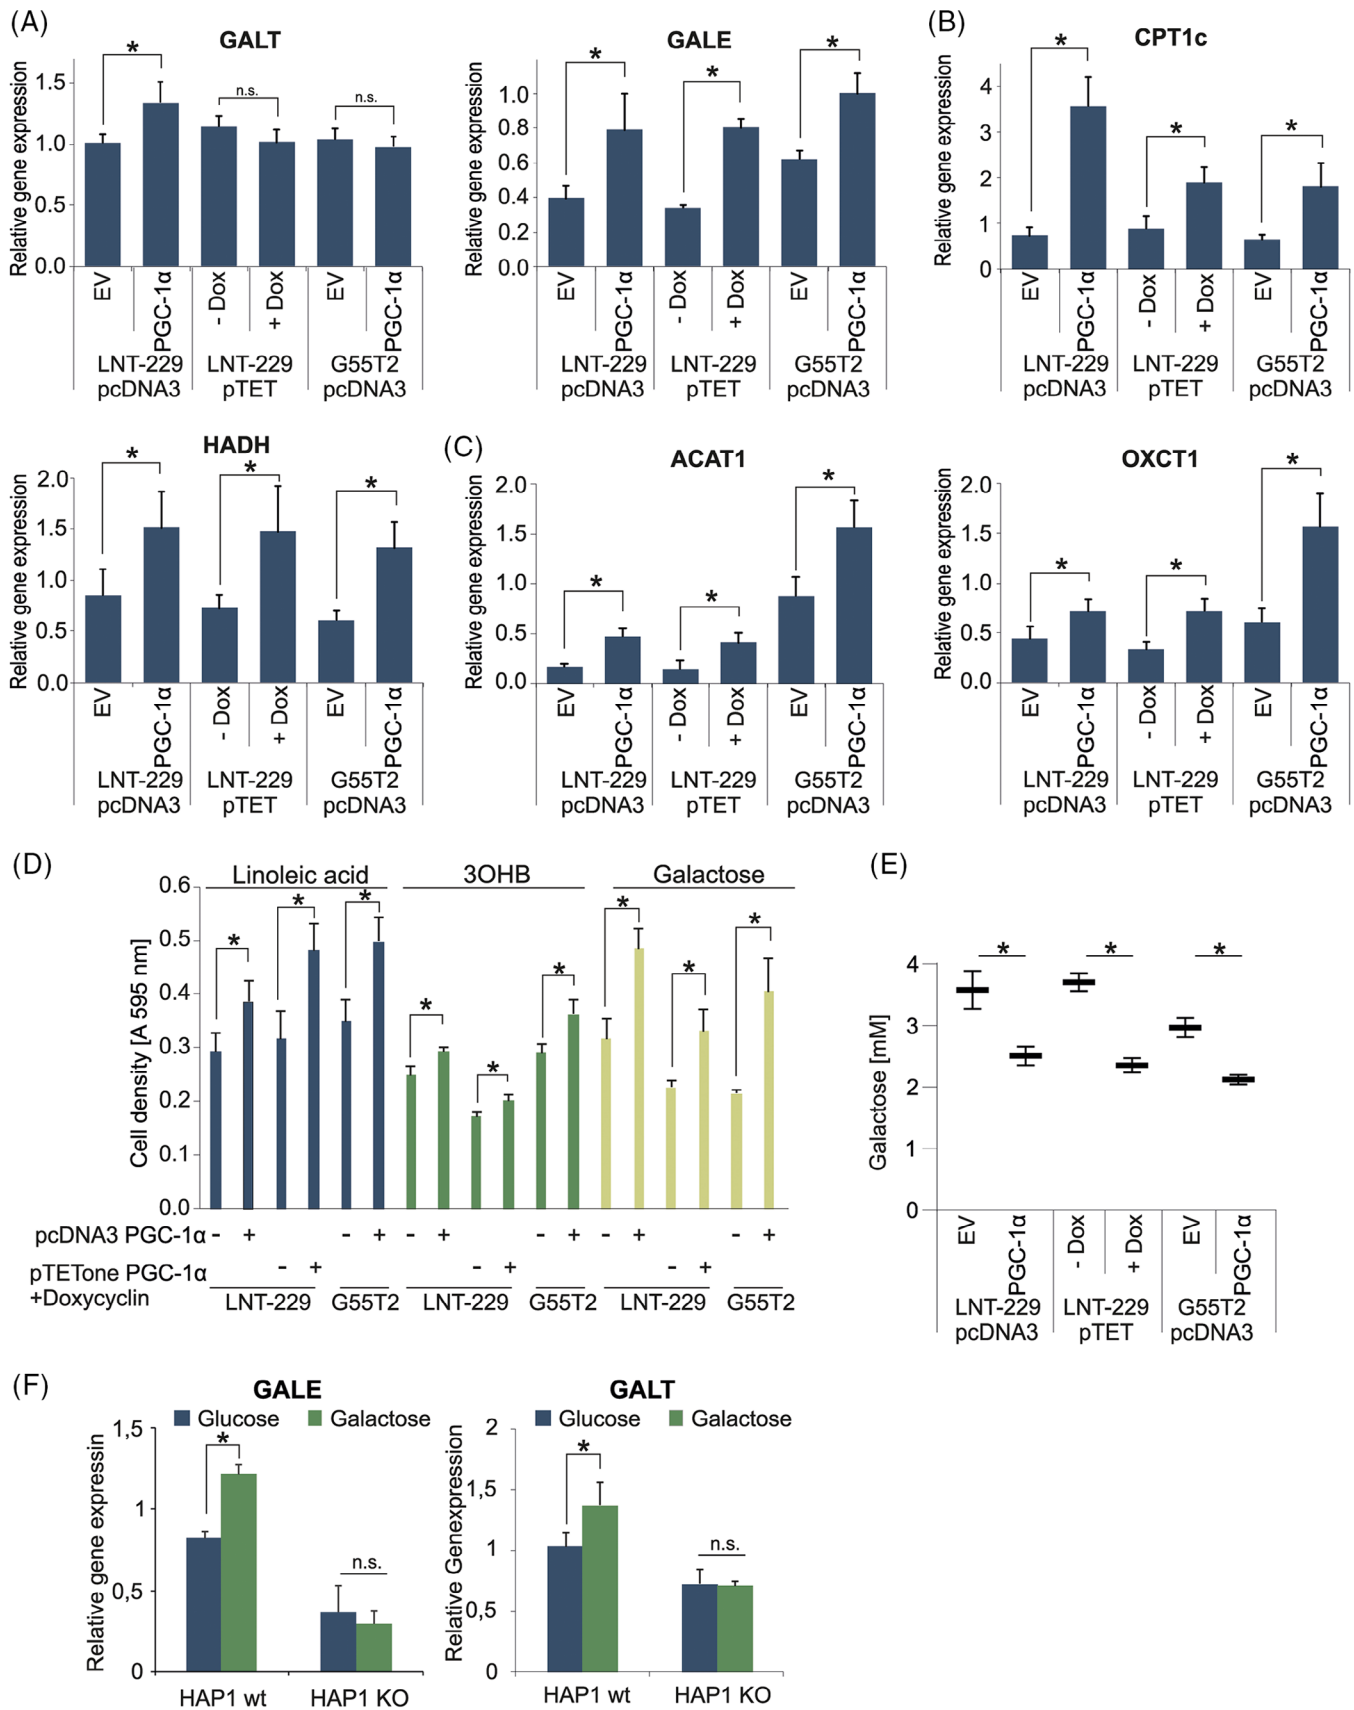 (A)
GALT
Relative gene expression
1.5
1.0
0.5
0.0
*
n.s.
n.s.
EV
PGC-1α
- Dox
+ Dox
EV
PGC-1α
LNT-229
pcDNA3
LNT-229
pTET
G55T2
pcDNA3
GALE
Relative gene expression
1.0
0.8
0.6
0.4
0.2
0.0
*
*
*
EV
PGC-1α
- Dox
+ Dox
EV
PGC-1α
LNT-229
pcDNA3
LNT-229
pTET
G55T2
pcDNA3
(B)
CPT1c
Relative gene expression
4
3
2
1
0
*
*
*
EV
PGC-1α
- Dox
+ Dox
EV
PGC-1α
LNT-229
pcDNA3
LNT-229
pTET
G55T2
pcDNA3
HADH
Relative gene expression
2.0
1.5
1.0
0.5
0.0
*
*
*
EV
PGC-1α
- Dox
+ Dox
EV
PGC-1α
LNT-229
pcDNA3
LNT-229
pTET
G55T2
pcDNA3
(C)
ACAT1
Relative gene expression
2.0
1.5
1.0
0.5
0.0
*
*
*
EV
PGC-1α
- Dox
+ Dox
EV
PGC-1α
LNT-229
pcDNA3
LNT-229
pTET
G55T2
pcDNA3
OXCT1
Relative gene expression
2.0
1.5
1.0
0.5
0.0
*
*
*
EV
PGC-1α
- Dox
+ Dox
EV
PGC-1α
LNT-229
pcDNA3
LNT-229
pTET
G55T2
pcDNA3
(D)
Linoleic acid 3OHB Galactose
Cell density [A 595 nm]
0.6
0.5
0.4
0.3
0.2
0.1
0.0
* * * * * * * * *
pcDNA3 PGC-1α - + - + - + - + - + - +
pTETone PGC-1α - + - + - +
+Doxycyclin LNT-229 G55T2 LNT-229 G55T2 LNT-229 G55T2
(E)
Galactose [mM]
4
3
2
1
0
*
*
*
EV
PGC-1α
- Dox
+ Dox
EV
PGC-1α
LNT-229
pcDNA3
LNT-229
pTET
G55T2
pcDNA3
(F)
GALE
Glucose Galactose
Relative gene expressin
1,5
1
0,5
0
*
n.s.
HAP1 wt HAP1 KO
GALT
Glucose Galactose
Relative Genexpression
2
1,5
1
0,5
0
*
n.s.
HAP1 wt HAP1 KO